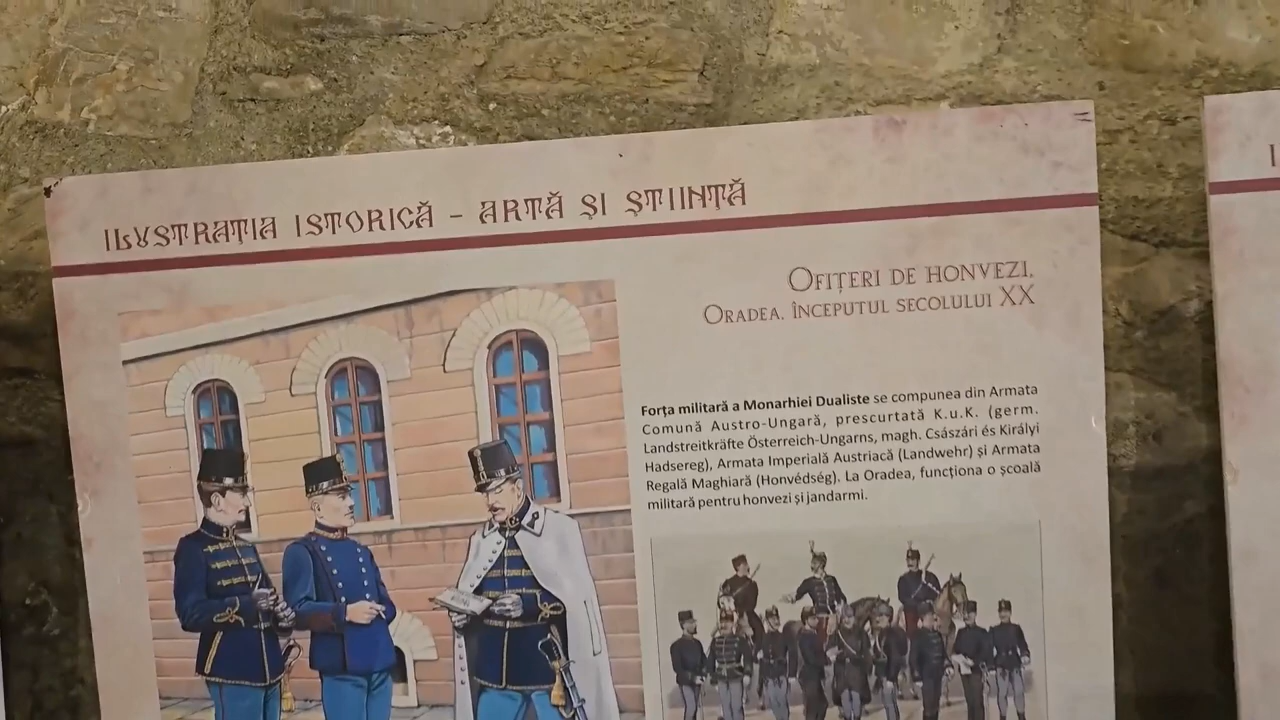 ILUSTRAȚIA ISTORICĂ – ARTĂ ȘI ȘTIINȚĂ
OFIȚERI DE HONVEZI.
ORADEA. ÎNCEPUTUL SECOLULUI XX
Forța militară a Monarhiei Dualiste se compunea din Armata
Comună Austro-Ungară, prescurtată K.u.K. (germ.
Landstreitkräfte Österreich-Ungarns, magh. Császári és Királyi
Hadsereg), Armata Imperială Austriacă (Landwehr) și Armata
Regală Maghiară (Honvédség). La Oradea, funcționa o școală
militară pentru honvezi și jandarmi.